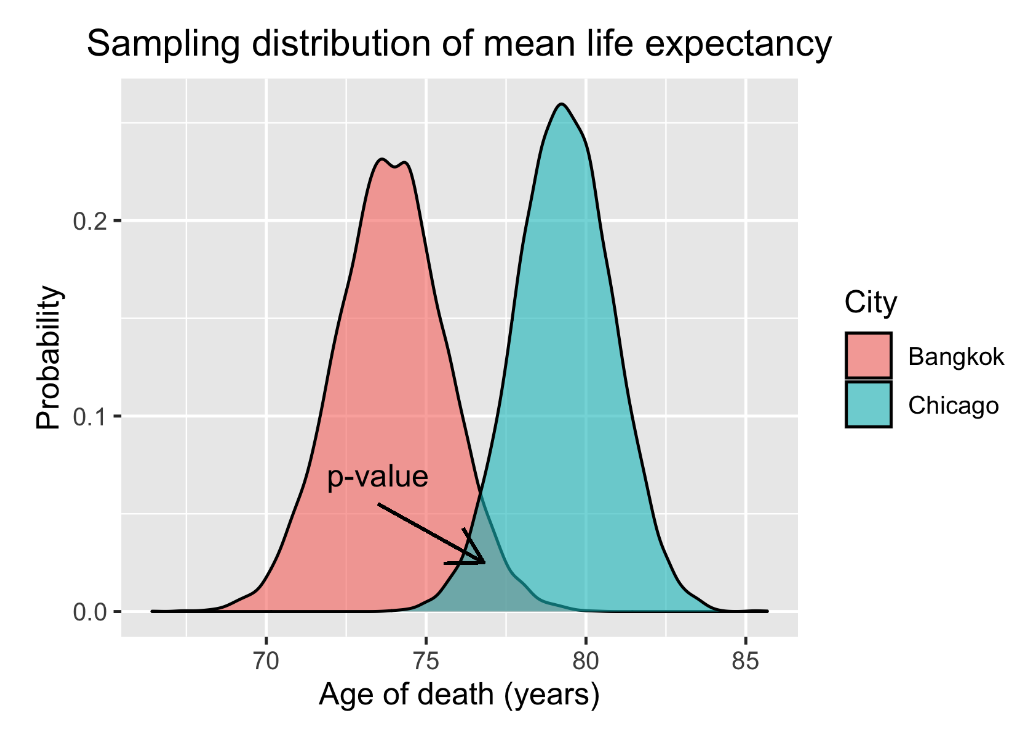 Sampling distribution of mean life expectancy
Probability
0.2
0.1
0.0
p-value
70 75 80 85
Age of death (years)
City
Bangkok
Chicago